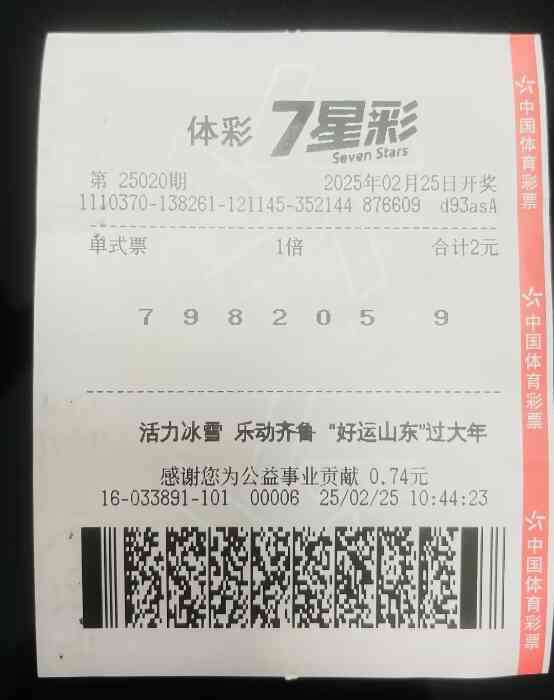 体彩 7星彩
Seven Stars
第 25020期 2025年02月25日开奖
1110370-138261-121145-352144 876609 d93asA
单式票 1倍 合计2元
7 9 8 2 0 5 9
活力冰雪 乐动齐鲁 "好运山东"过大年
感谢您为公益事业贡献 0.74元
16-033891-101 00006 25/02/25 10:44:23
中国体育彩票
中国体育彩票
中国体育彩票